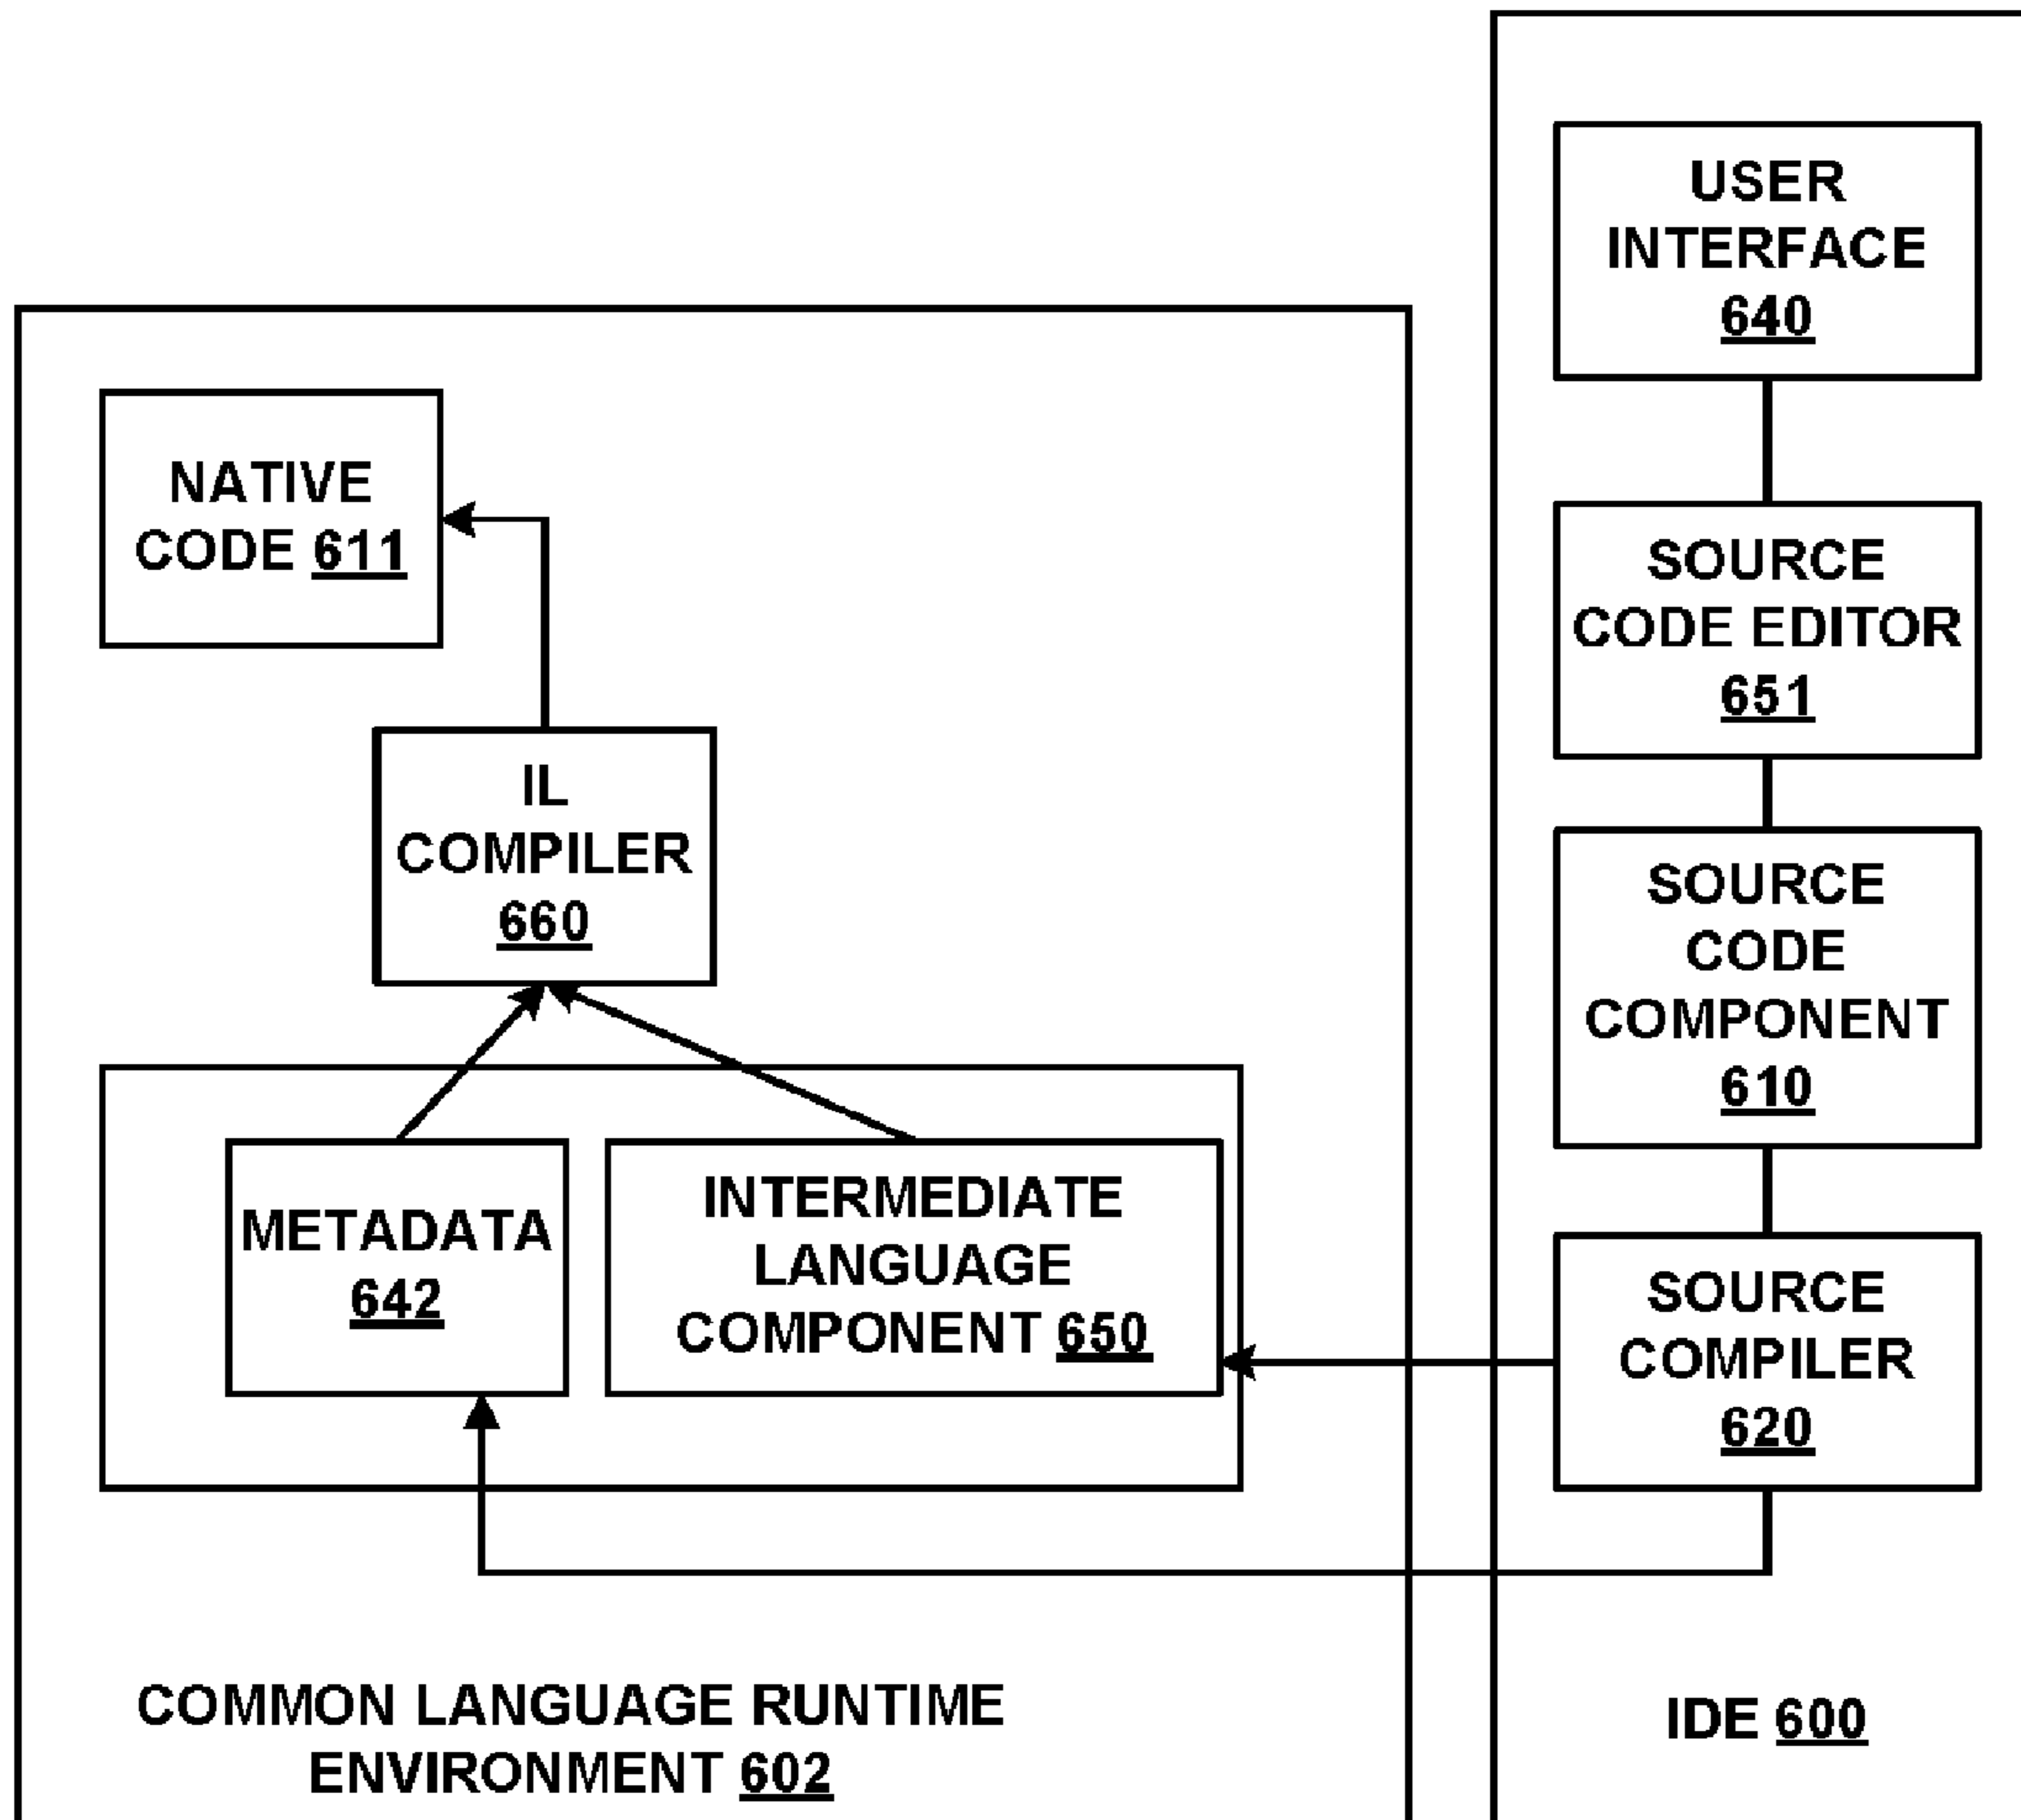 USER
INTERFACE
640
NATIVE
CODE 611
SOURCE
CODE EDITOR
651
IL
COMPILER
660
SOURCE
CODE
COMPONENT
610
METADATA
642
INTERMEDIATE
LANGUAGE
COMPONENT 650
SOURCE
COMPILER
620
COMMON LANGUAGE RUNTIME
ENVIRONMENT 602
IDE 600